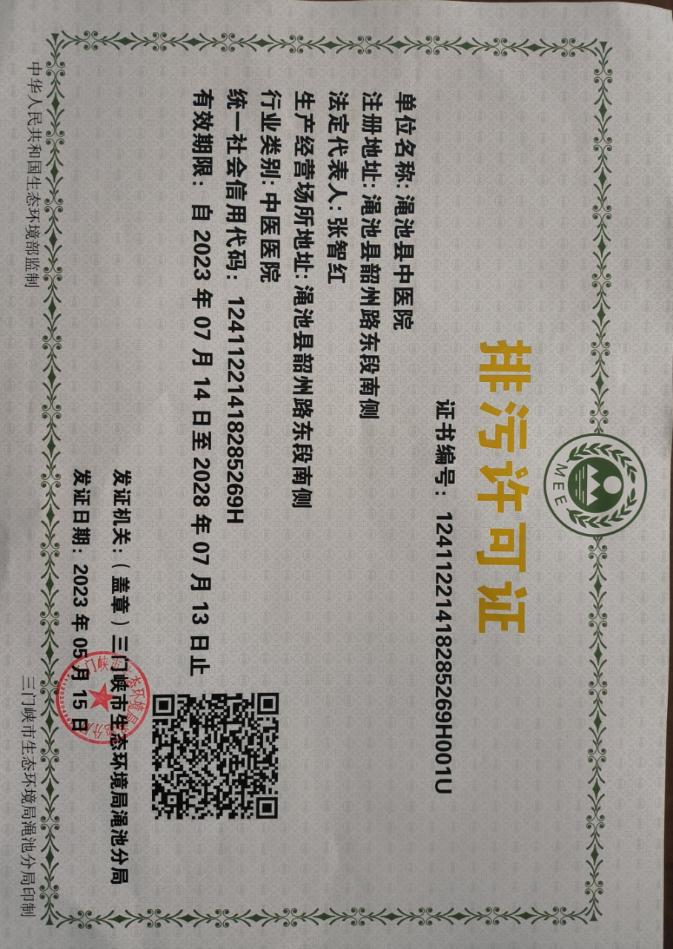 MEE
排污许可证
证书编号：12411221418285269H001U
单位名称：渑池县中医院
注册地址：渑池县韶州路东段南侧
法定代表人：张智红
生产经营场所地址：渑池县韶州路东段南侧
行业类别：中医医院
统一社会信用代码：12411221418285269H
有效期限：自 2023 年 07 月 14 日至 2028 年 07 月 13 日止
发证机关：（盖章）三门峡市生态环境局渑池分局
发证日期：2023 年 05 月 15 日
中华人民共和国生态环境部监制
三门峡市生态环境局渑池分局印制